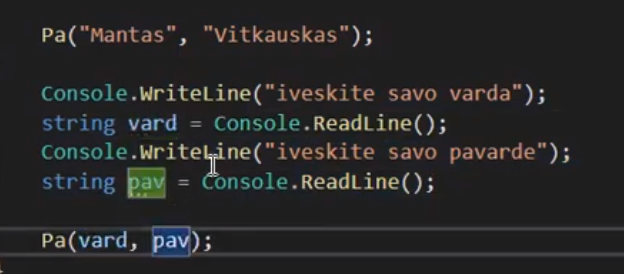 Pa("Mantas", "Vitkauskas");
Console.WriteLine("iveskite savo varda");
string vard = Console.ReadLine();
Console.WriteLine("iveskite savo pavarde");
string pav = Console.ReadLine();
Pa(vard, pav);